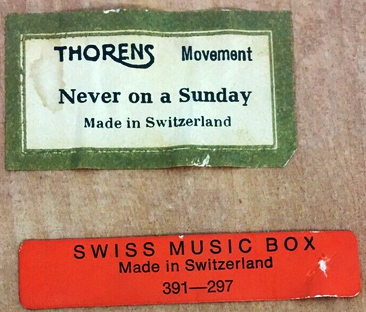 THORENS Movement
Never on a Sunday
Made in Switzerland
SWISS MUSIC BOX
Made in Switzerland
391—297